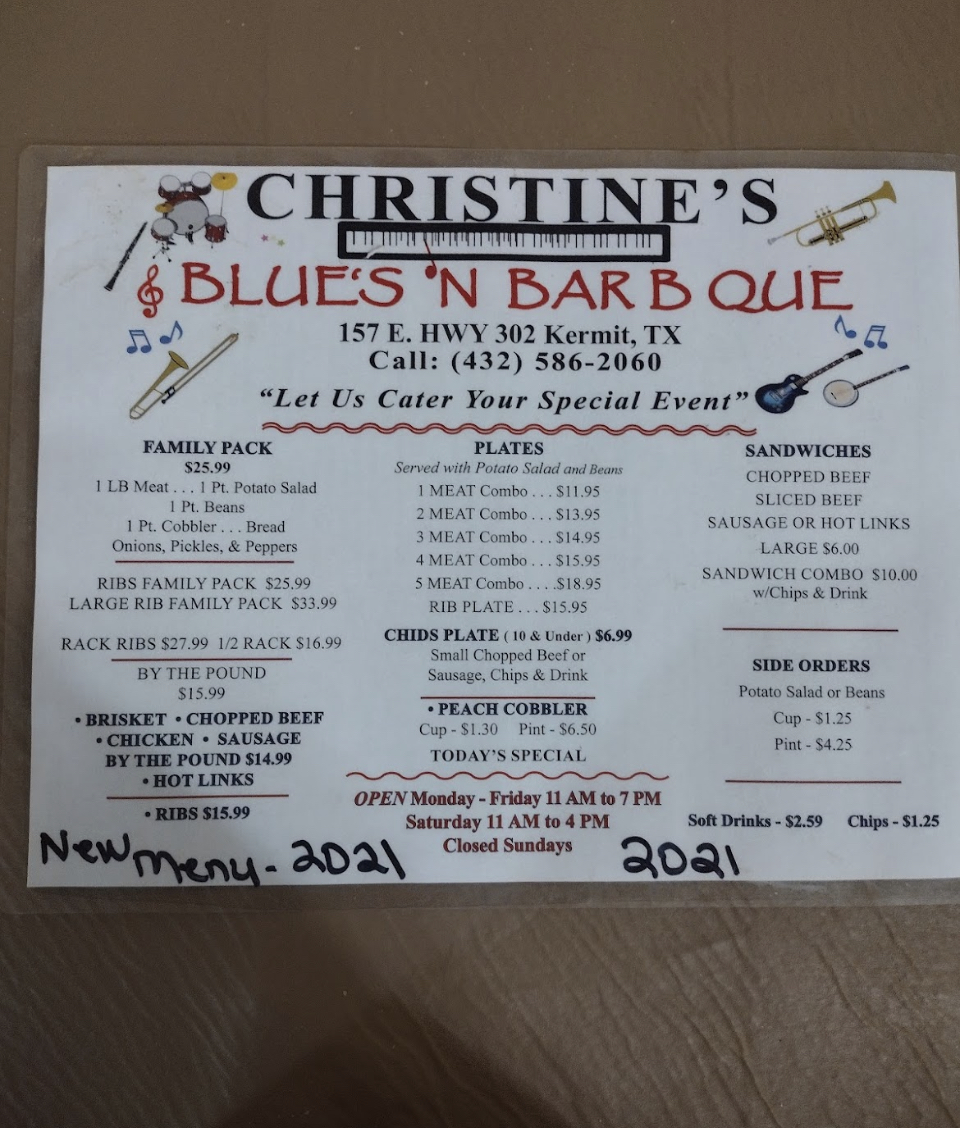 CHRISTINE'S
BLUE'S 'N BAR B QUE
157 E. HWY 302 Kermit, TX
Call: (432) 586-2060
"Let Us Cater Your Special Event"
FAMILY PACK
$25.99
1 LB Meat . . . 1 Pt. Potato Salad
1 Pt. Beans
1 Pt. Cobbler . . . Bread
Onions, Pickles, & Peppers
RIBS FAMILY PACK $25.99
LARGE RIB FAMILY PACK $33.99
RACK RIBS $27.99 1/2 RACK $16.99
BY THE POUND
$15.99
• BRISKET • CHOPPED BEEF
• CHICKEN • SAUSAGE
BY THE POUND $14.99
• HOT LINKS
• RIBS $15.99
PLATES
Served with Potato Salad and Beans
1 MEAT Combo . . . $11.95
2 MEAT Combo . . . $13.95
3 MEAT Combo . . . $14.95
4 MEAT Combo . . . $15.95
5 MEAT Combo . . . .$18.95
RIB PLATE . . . $15.95
CHIDS PLATE ( 10 & Under ) $6.99
Small Chopped Beef or
Sausage, Chips & Drink
• PEACH COBBLER
Cup - $1.30 Pint - $6.50
TODAY'S SPECIAL
OPEN Monday - Friday 11 AM to 7 PM
Saturday 11 AM to 4 PM
Closed Sundays
SANDWICHES
CHOPPED BEEF
SLICED BEEF
SAUSAGE OR HOT LINKS
LARGE $6.00
SANDWICH COMBO $10.00
w/Chips & Drink
SIDE ORDERS
Potato Salad or Beans
Cup - $1.25
Pint - $4.25
Soft Drinks - $2.59 Chips - $1.25
New Menu - 2021
2021